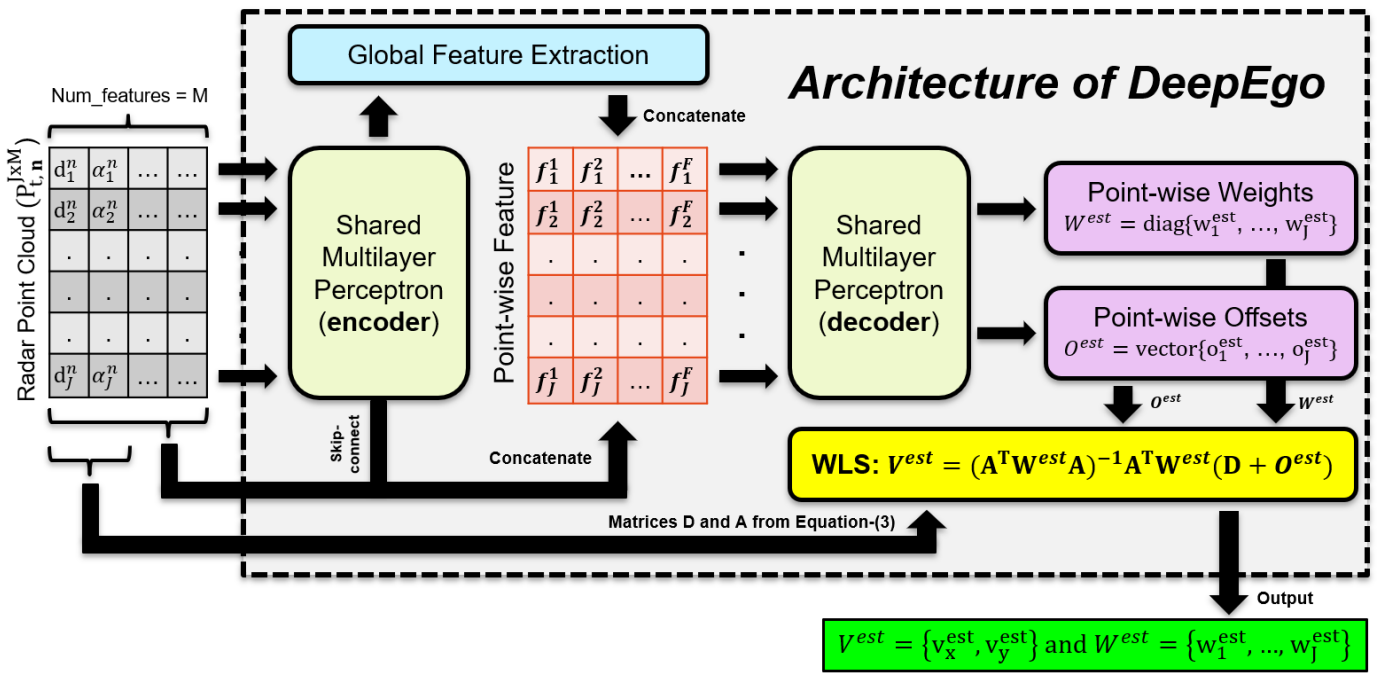 Global Feature Extraction
Architecture of DeepEgo
Num_features = M
Concatenate
Radar Point Cloud (P_{t,n}^{JxM})
d_1^n α_1^n … …
d_2^n α_2^n … …
. . . .
. . . .
. . . .
d_J^n α_J^n … …
Shared
Multilayer
Perceptron
(encoder)
Point-wise Feature
f_1^1 f_1^2 … f_1^F
f_2^1 f_2^2 … f_2^F
. . . .
. . . .
. . . .
f_J^1 f_J^2 … f_J^F
Shared
Multilayer
Perceptron
(decoder)
Point-wise Weights
W^{est} = diag{w_1^{est}, …, w_J^{est}}
Point-wise Offsets
O^{est} = vector{o_1^{est}, …, o_J^{est}}
O^{est}
W^{est}
Skip-
connect
Concatenate
WLS: V^{est} = (A^T W^{est} A)^{-1} A^T W^{est} (D + O^{est})
Matrices D and A from Equation-(3)
Output
V^{est} = {v_x^{est}, v_y^{est}} and W^{est} = {w_1^{est}, …, w_J^{est}}